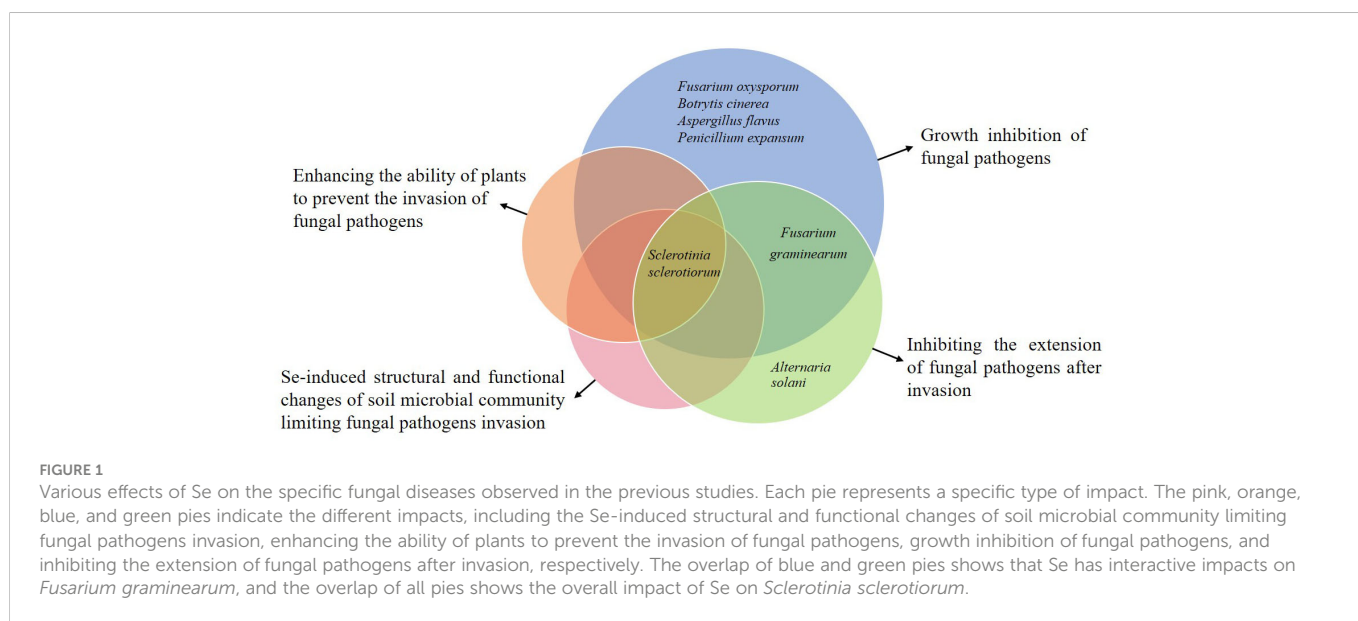 Fusarium oxysporum
Botrytis cinerea
Aspergillus flavus
Penicillium expansum
Growth inhibition of
fungal pathogens
Enhancing the ability of plants
to prevent the invasion of
fungal pathogens
Fusarium
graminearum
Sclerotinia
sclerotiorum
Inhibiting the extension
of fungal pathogens after
invasion
Alternaria
solani
Se-induced structural and functional
changes of soil microbial community
limiting fungal pathogens invasion
FIGURE 1
Various effects of Se on the specific fungal diseases observed in the previous studies. Each pie represents a specific type of impact. The pink, orange,
blue, and green pies indicate the different impacts, including the Se-induced structural and functional changes of soil microbial community limiting
fungal pathogens invasion, enhancing the ability of plants to prevent the invasion of fungal pathogens, growth inhibition of fungal pathogens, and
inhibiting the extension of fungal pathogens after invasion, respectively. The overlap of blue and green pies shows that Se has interactive impacts on
Fusarium graminearum, and the overlap of all pies shows the overall impact of Se on Sclerotinia sclerotiorum.